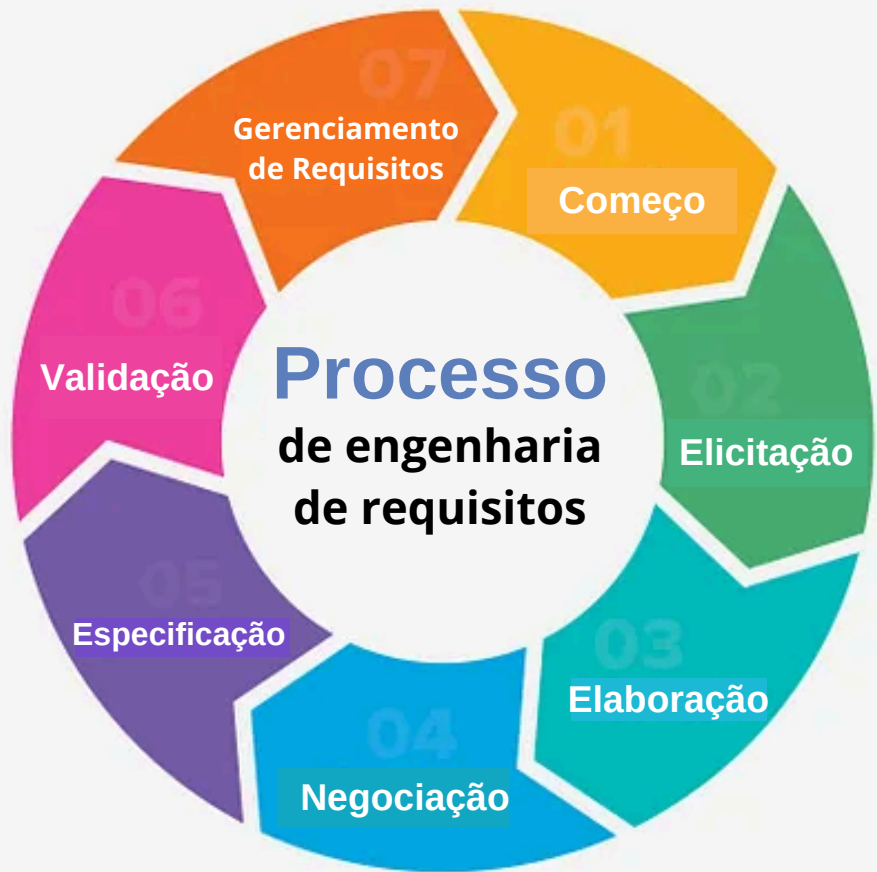 Processo
de engenharia
de requisitos
01
Começo
02
Elicitação
03
Elaboração
04
Negociação
05
Especificação
06
Validação
07
Gerenciamento
de Requisitos